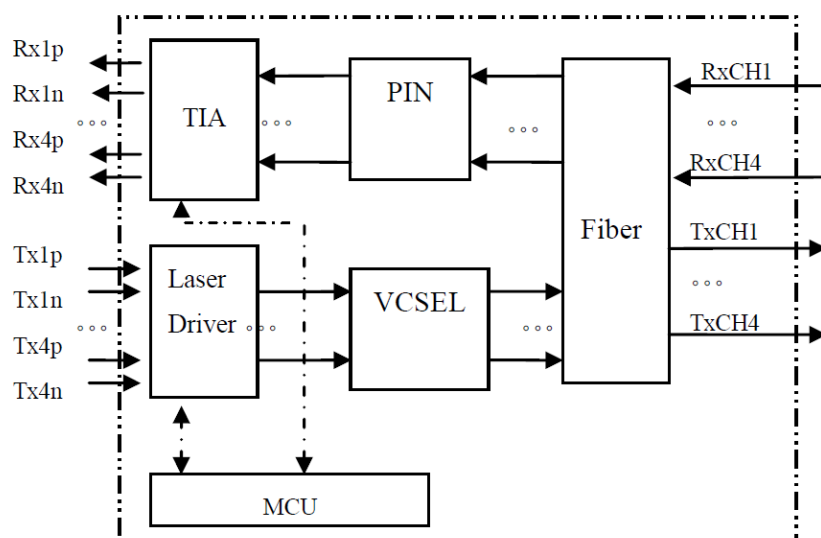 Rx1p
Rx1n
Rx4p
Rx4n
TIA
PIN
Fiber
RxCH1
RxCH4
TxCH1
TxCH4
Tx1p
Tx1n
Tx4p
Tx4n
Laser
Driver
VCSEL
MCU